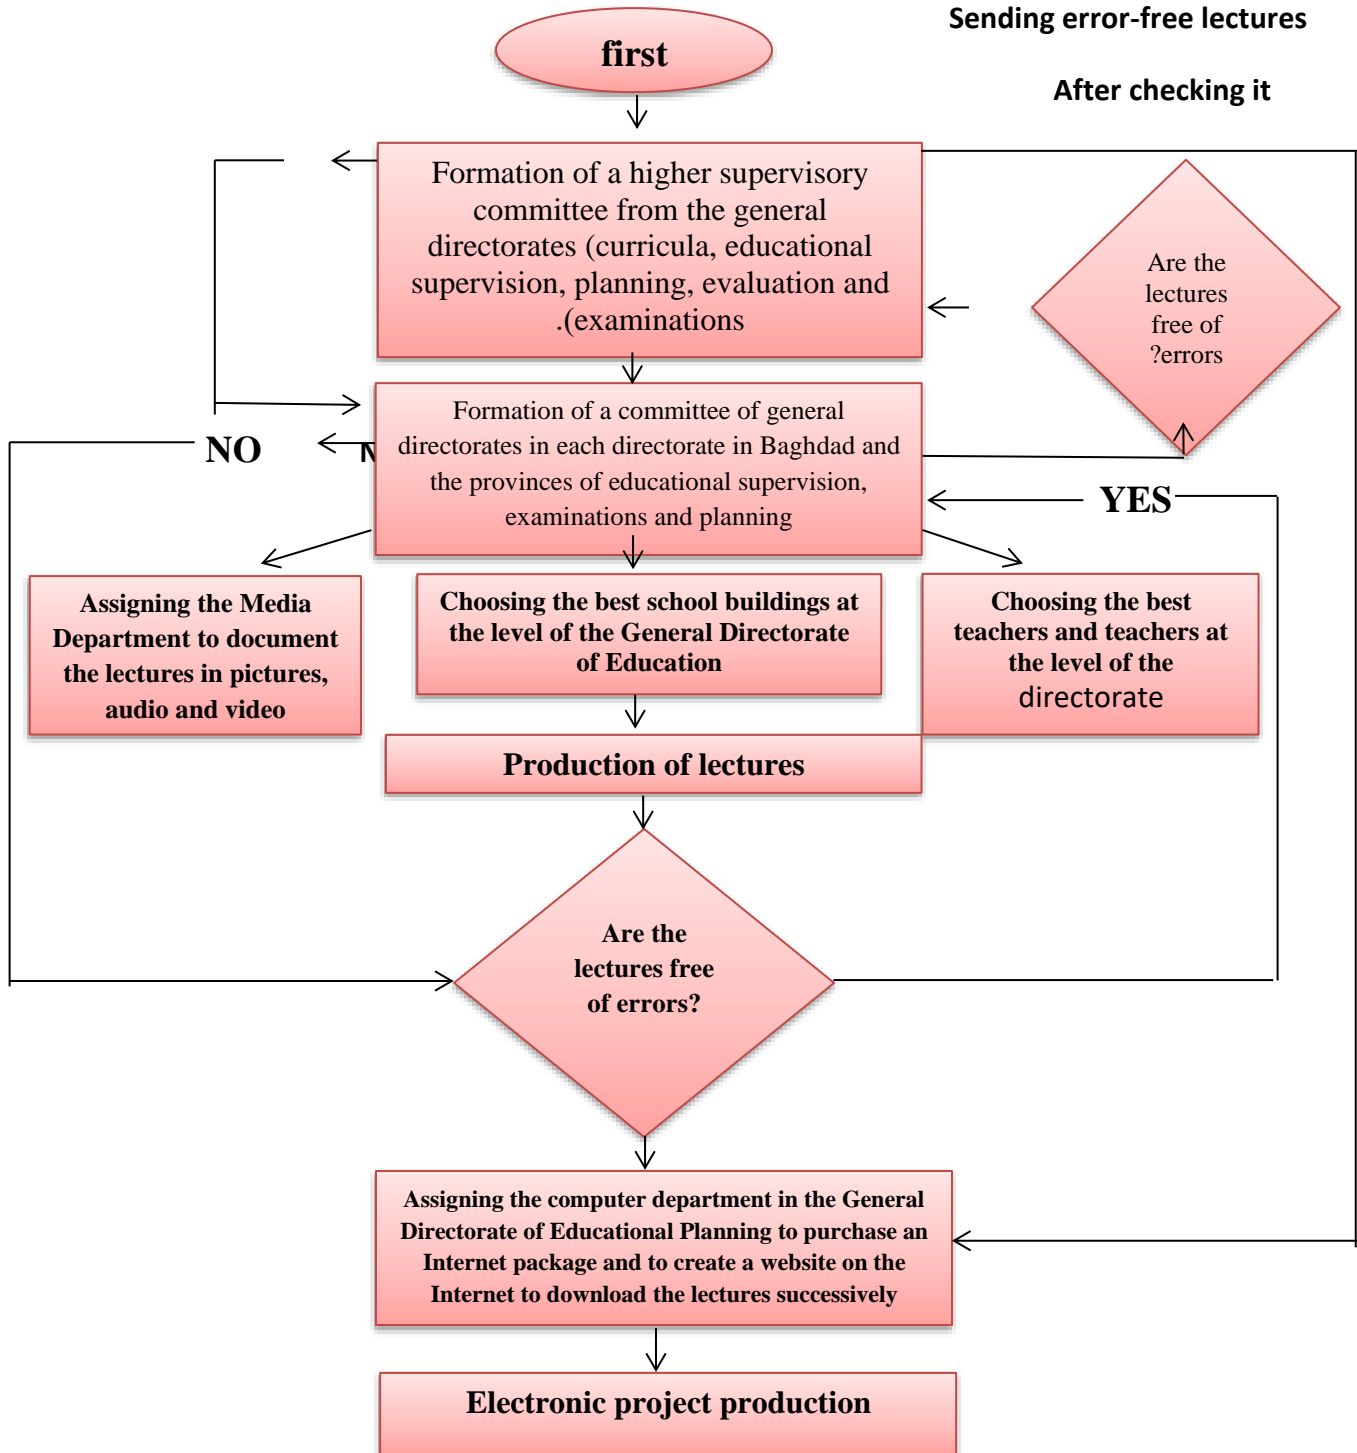 Sending error-free lectures
first
After checking it
Formation of a higher supervisory
committee from the general
directorates (curricula, educational
supervision, planning, evaluation and
.(examinations
Are the
lectures
free of
?errors
Formation of a committee of general
directorates in each directorate in Baghdad and
the provinces of educational supervision,
examinations and planning
NO
N
YES
Assigning the Media
Department to document
the lectures in pictures,
audio and video
Choosing the best school buildings at
the level of the General Directorate
of Education
Choosing the best
teachers and teachers at
the level of the
directorate
Production of lectures
Are the
lectures free
of errors?
Assigning the computer department in the General
Directorate of Educational Planning to purchase an
Internet package and to create a website on the
Internet to download the lectures successively
Electronic project production